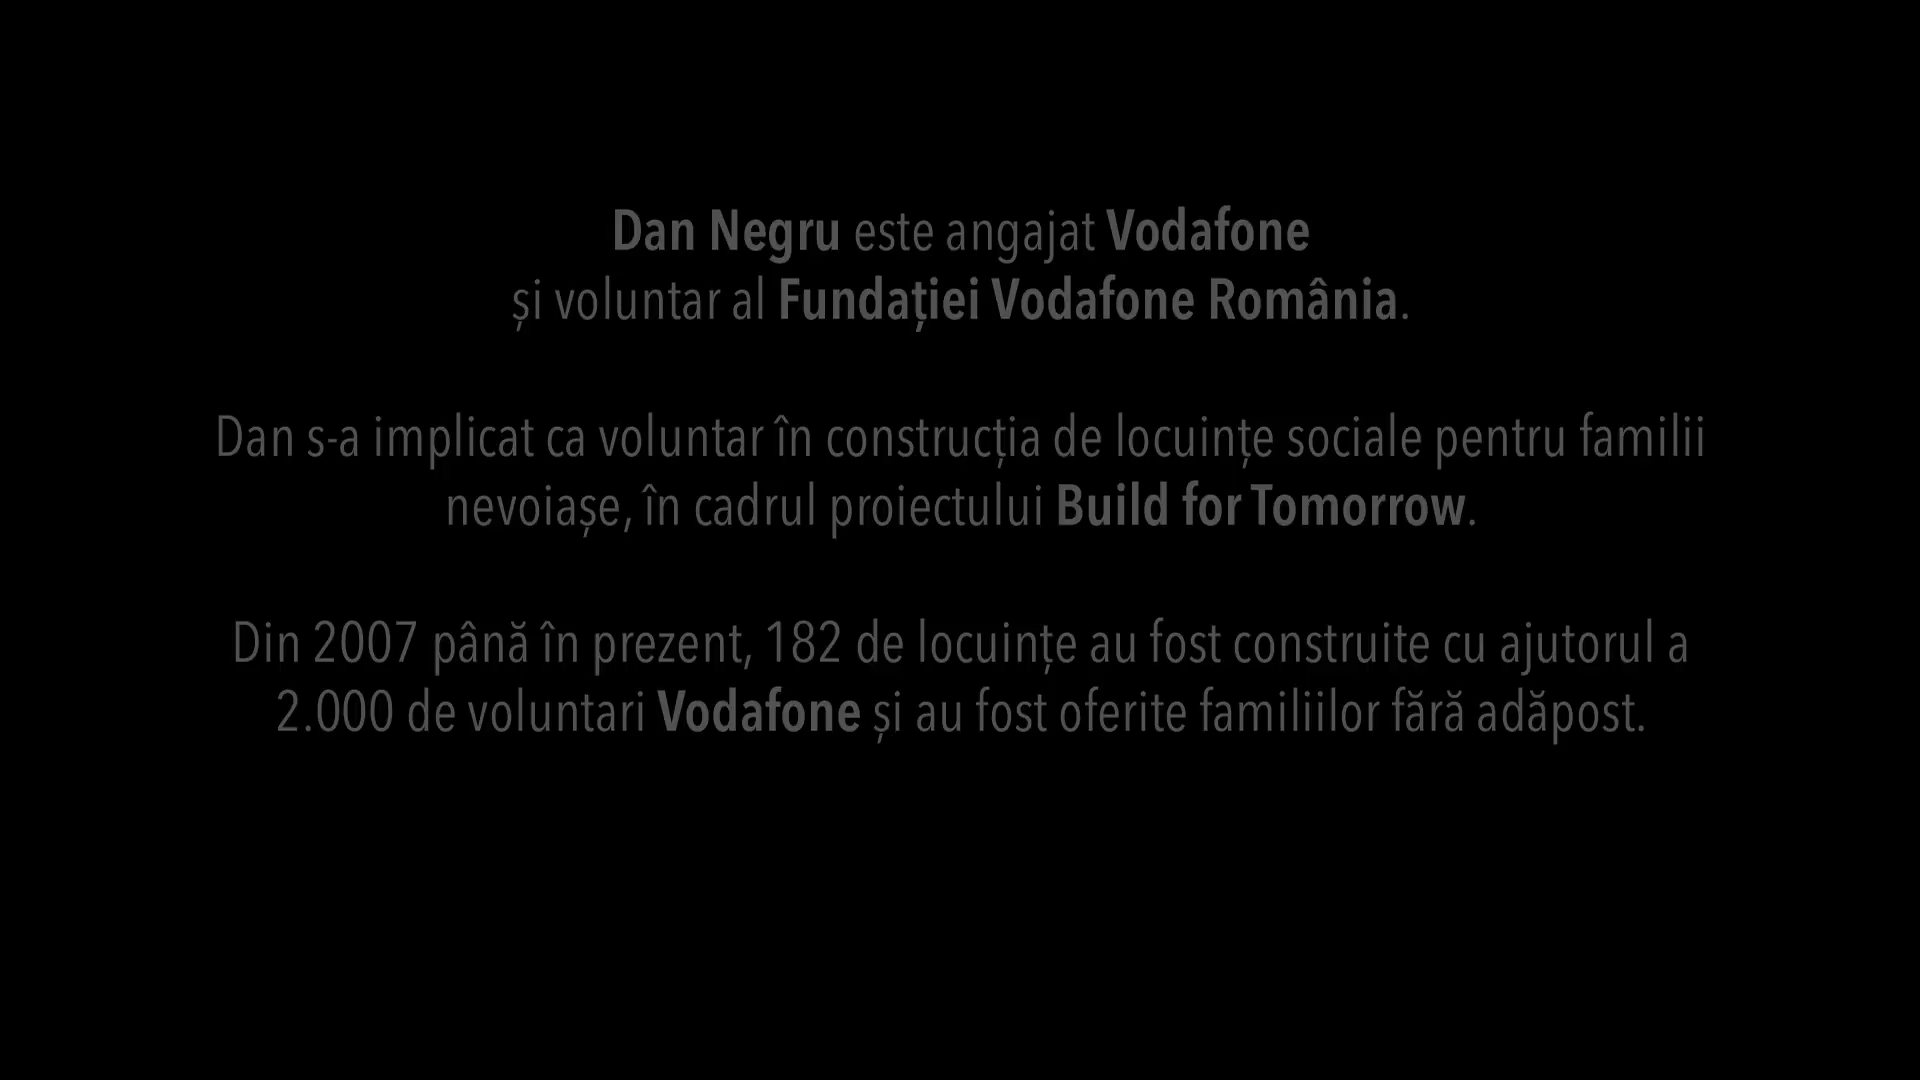 Dan Negru este angajat Vodafone
și voluntar al Fundației Vodafone România.
Dan s-a implicat ca voluntar în construcția de locuințe sociale pentru familii
nevoiașe, în cadrul proiectului Build for Tomorrow.
Din 2007 până în prezent, 182 de locuințe au fost construite cu ajutorul a
2.000 de voluntari Vodafone și au fost oferite familiilor fără adăpost.